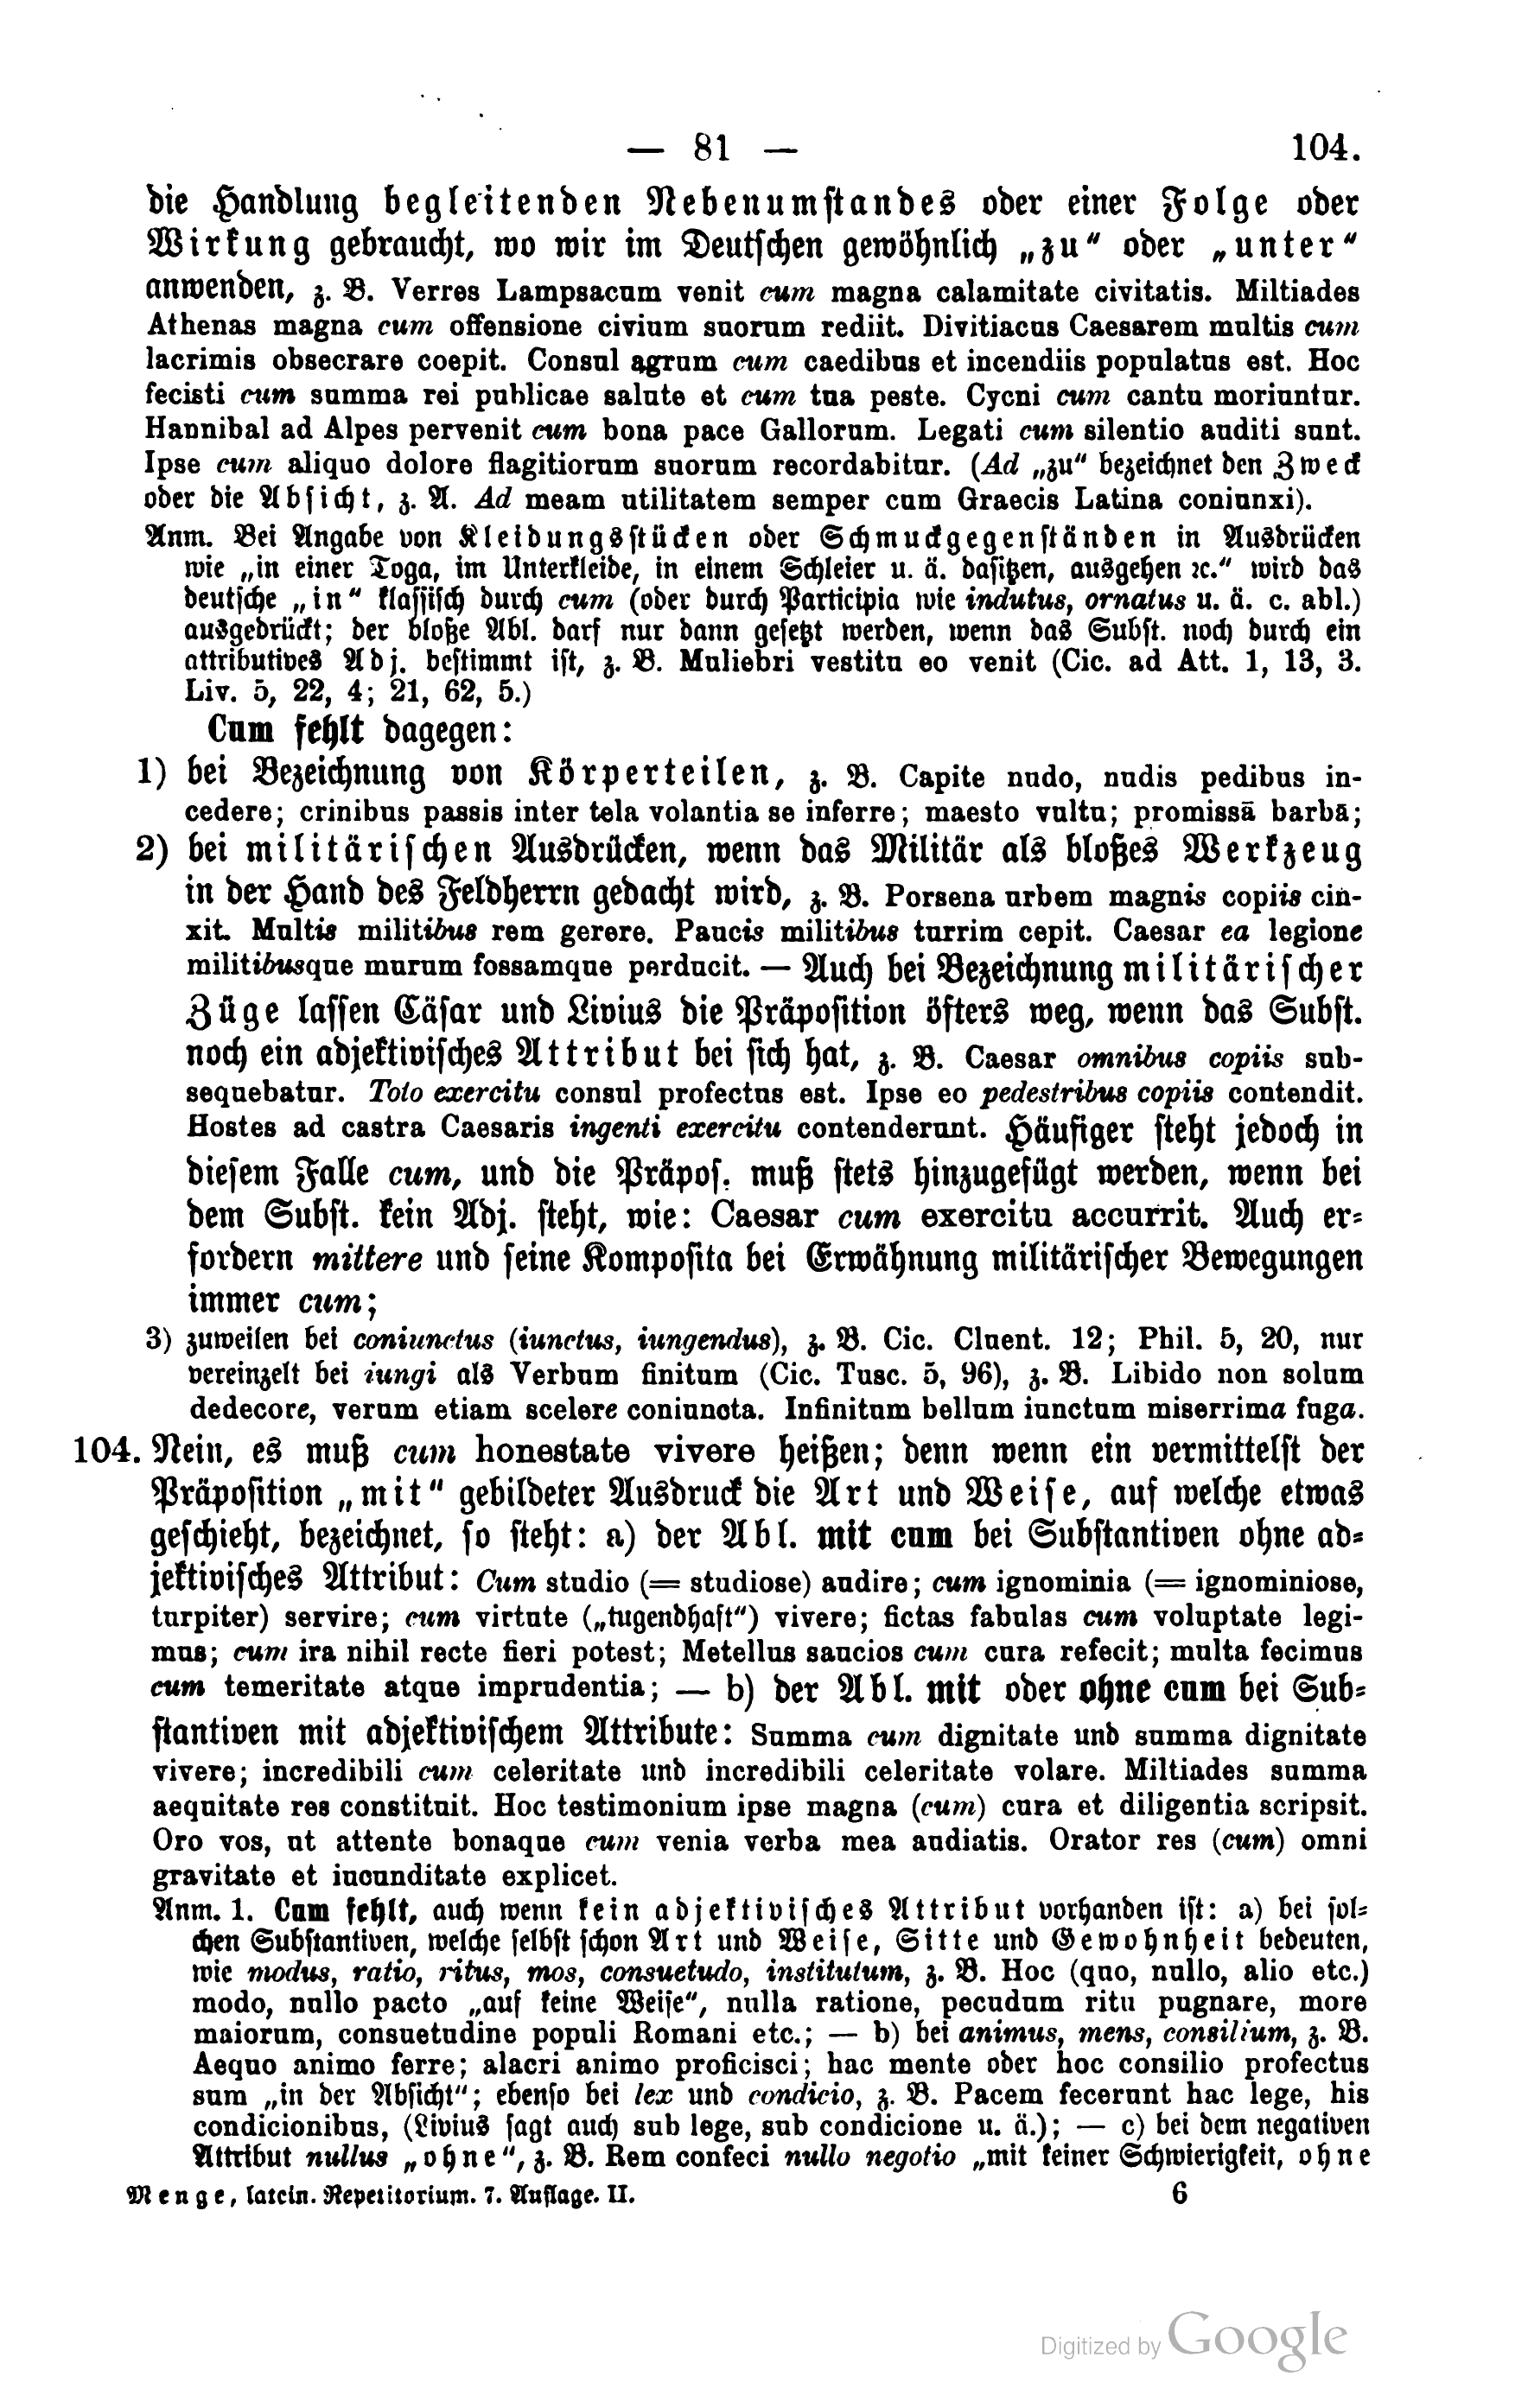 — 81 — 104.
die Handlung begleitenden Nebenumstandes oder einer Folge oder
Wirkung gebraucht, wo wir im Deutschen gewöhnlich „zu“ oder „unter“
anwenden, z. B. Verres Lampsacum venit cum magna calamitate civitatis. Miltiades
Athenas magna cum offensione civium suorum rediit. Divitiacus Caesarem multis cum
lacrimis obsecrare coepit. Consul agrum cum caedibus et incendiis populatus est. Hoc
fecisti cum summa rei publicae salute et cum tua peste. Cycni cum cantu moriuntur.
Hannibal ad Alpes pervenit cum bona pace Gallorum. Legati cum silentio auditi sunt.
Ipse cum aliquo dolore flagitiorum suorum recordabitur. (Ad „zu“ bezeichnet den Zweck
oder die Absicht, z. A. Ad meam utilitatem semper cum Graecis Latina coniunxi).
Anm. Bei Angabe von Kleidungsstücken oder Schmuckgegenständen in Ausdrücken
wie „in einer Toga, im Unterkleide, in einem Schleier u. ä. dasitzen, ausgehen ꝛc.“ wird das
deutsche „in“ klassisch durch cum (oder durch Participia wie indutus, ornatus u. ä. c. abl.)
ausgedrückt; der bloße Abl. darf nur dann gesetzt werden, wenn das Subst. noch durch ein
attributives Adj. bestimmt ist, z. B. Muliebri vestitu eo venit (Cic. ad Att. 1, 13, 3.
Liv. 5, 22, 4; 21, 62, 5.)
Cum fehlt dagegen:
1) bei Bezeichnung von Körperteilen, z. B. Capite nudo, nudis pedibus in-
cedere; crinibus passis inter tela volantia se inferre; maesto vultu; promissā barbā;
2) bei militärischen Ausdrücken, wenn das Militär als bloßes Werkzeug
in der Hand des Feldherrn gedacht wird, z. B. Porsena urbem magnis copiis cin-
xit. Multis militibus rem gerere. Paucis militibus turrim cepit. Caesar ea legione
militibusque murum fossamque perducit. — Auch bei Bezeichnung militärischer
Züge lassen Cäsar und Livius die Präposition öfters weg, wenn das Subst.
noch ein adjektivisches Attribut bei sich hat, z. B. Caesar omnibus copiis sub-
sequebatur. Toto exercitu consul profectus est. Ipse eo pedestribus copiis contendit.
Hostes ad castra Caesaris ingenti exercitu contenderunt. Häufiger steht jedoch in
diesem Falle cum, und die Präpos. muß stets hinzugefügt werden, wenn bei
dem Subst. kein Adj. steht, wie: Caesar cum exercitu accurrit. Auch er-
fordern mittere und seine Komposita bei Erwähnung militärischer Bewegungen
immer cum;
3) zuweilen bei coniunctus (iunctus, iungendus), z. B. Cic. Cluent. 12; Phil. 5, 20, nur
vereinzelt bei iungi als Verbum finitum (Cic. Tusc. 5, 96), z. B. Libido non solum
dedecore, verum etiam scelere coniuncta. Infinitum bellum iunctum miserrima fuga.
104. Nein, es muß cum honestate vivere heißen; denn wenn ein vermittelst der
Präposition „mit“ gebildeter Ausdruck die Art und Weise, auf welche etwas
geschieht, bezeichnet, so steht: a) der Abl. mit cum bei Substantiven ohne ad-
jektivisches Attribut: Cum studio (= studiose) audire; cum ignominia (= ignominiose,
turpiter) servire; cum virtute („tugendhaft“) vivere; fictas fabulas cum voluptate legi-
mus; cum ira nihil recte fieri potest; Metellus saucios cum cura refecit; multa fecimus
cum temeritate atque imprudentia; — b) der Abl. mit oder ohne cum bei Sub-
stantiven mit adjektivischem Attribute: Summa cum dignitate und summa dignitate
vivere; incredibili cum celeritate und incredibili celeritate volare. Miltiades summa
aequitate res constituit. Hoc testimonium ipse magna (cum) cura et diligentia scripsit.
Oro vos, ut attente bonaque cum venia verba mea audiatis. Orator res (cum) omni
gravitate et iucunditate explicet.
Anm. 1. Cum fehlt, auch wenn kein adjektivisches Attribut vorhanden ist: a) bei sol-
chen Substantiven, welche selbst schon Art und Weise, Sitte und Gewohnheit bedeuten,
wie modus, ratio, ritus, mos, consuetudo, institutum, z. B. Hoc (quo, nullo, alio etc.)
modo, nullo pacto „auf keine Weise“, nulla ratione, pecudum ritu pugnare, more
maiorum, consuetudine populi Romani etc.; — b) bei animus, mens, consilium, z. B.
Aequo animo ferre; alacri animo proficisci; hac mente oder hoc consilio profectus
sum „in der Absicht“; ebenso bei lex und condicio, z. B. Pacem fecerunt hac lege, his
condicionibus, (Livius sagt auch sub lege, sub condicione u. ä.); — c) bei dem negativen
Attribut nullus „ohne“, z. B. Rem confeci nullo negotio „mit keiner Schwierigkeit, ohne
Menge, latein. Repetitorium. 7. Auflage. II. 6
Digitized by Google